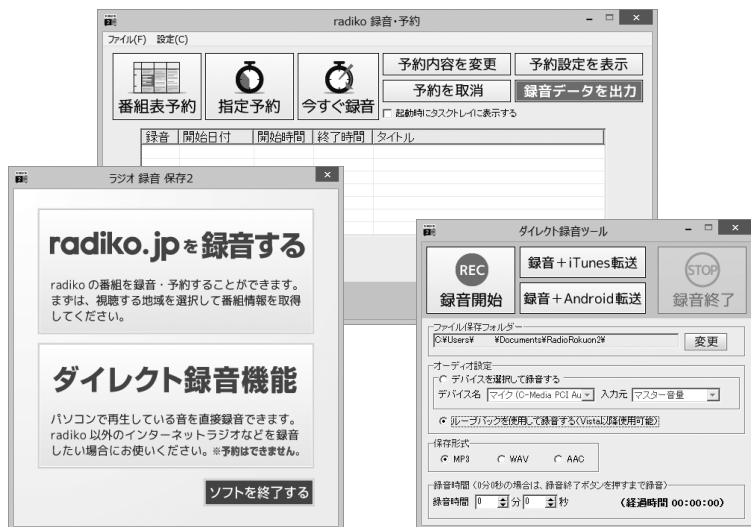 radiko 録音・予約
ファイル(F) 設定(C)
番組表予約
指定予約
今すぐ録音
予約内容を変更
予約設定を表示
予約を取消
録音データを出力
起動時にタスクトレイに表示する
録音 開始日付 開始時間 終了時間 タイトル
ラジオ 録音 保存2
radiko.jpを録音する
radiko の番組を録音・予約することができます。
まずは、視聴する地域を選択して番組情報を取得
してください。
ダイレクト録音機能
パソコンで再生している音を直接録音できます。
radiko 以外のインターネットラジオなどを録音
したい場合にお使いください。※予約はできません。
ソフトを終了する
ダイレクト録音ツール
REC
録音開始
録音+iTunes転送
録音+Android転送
STOP
録音終了
ファイル保存フォルダー
C:¥Users¥ ¥Documents¥RadioRokuon2¥
変更
オーディオ設定
デバイスを選択して録音する
デバイス名 マイク (C-Media PCI Au 入力元 マスター音量
ループバックを使用して録音する(Vista以降使用可能)
保存形式
MP3 WAV AAC
録音時間 (0分0秒の場合は、録音終了ボタンを押すまで録音)
録音時間 0 分 0 秒 (経過時間 00:00:00)